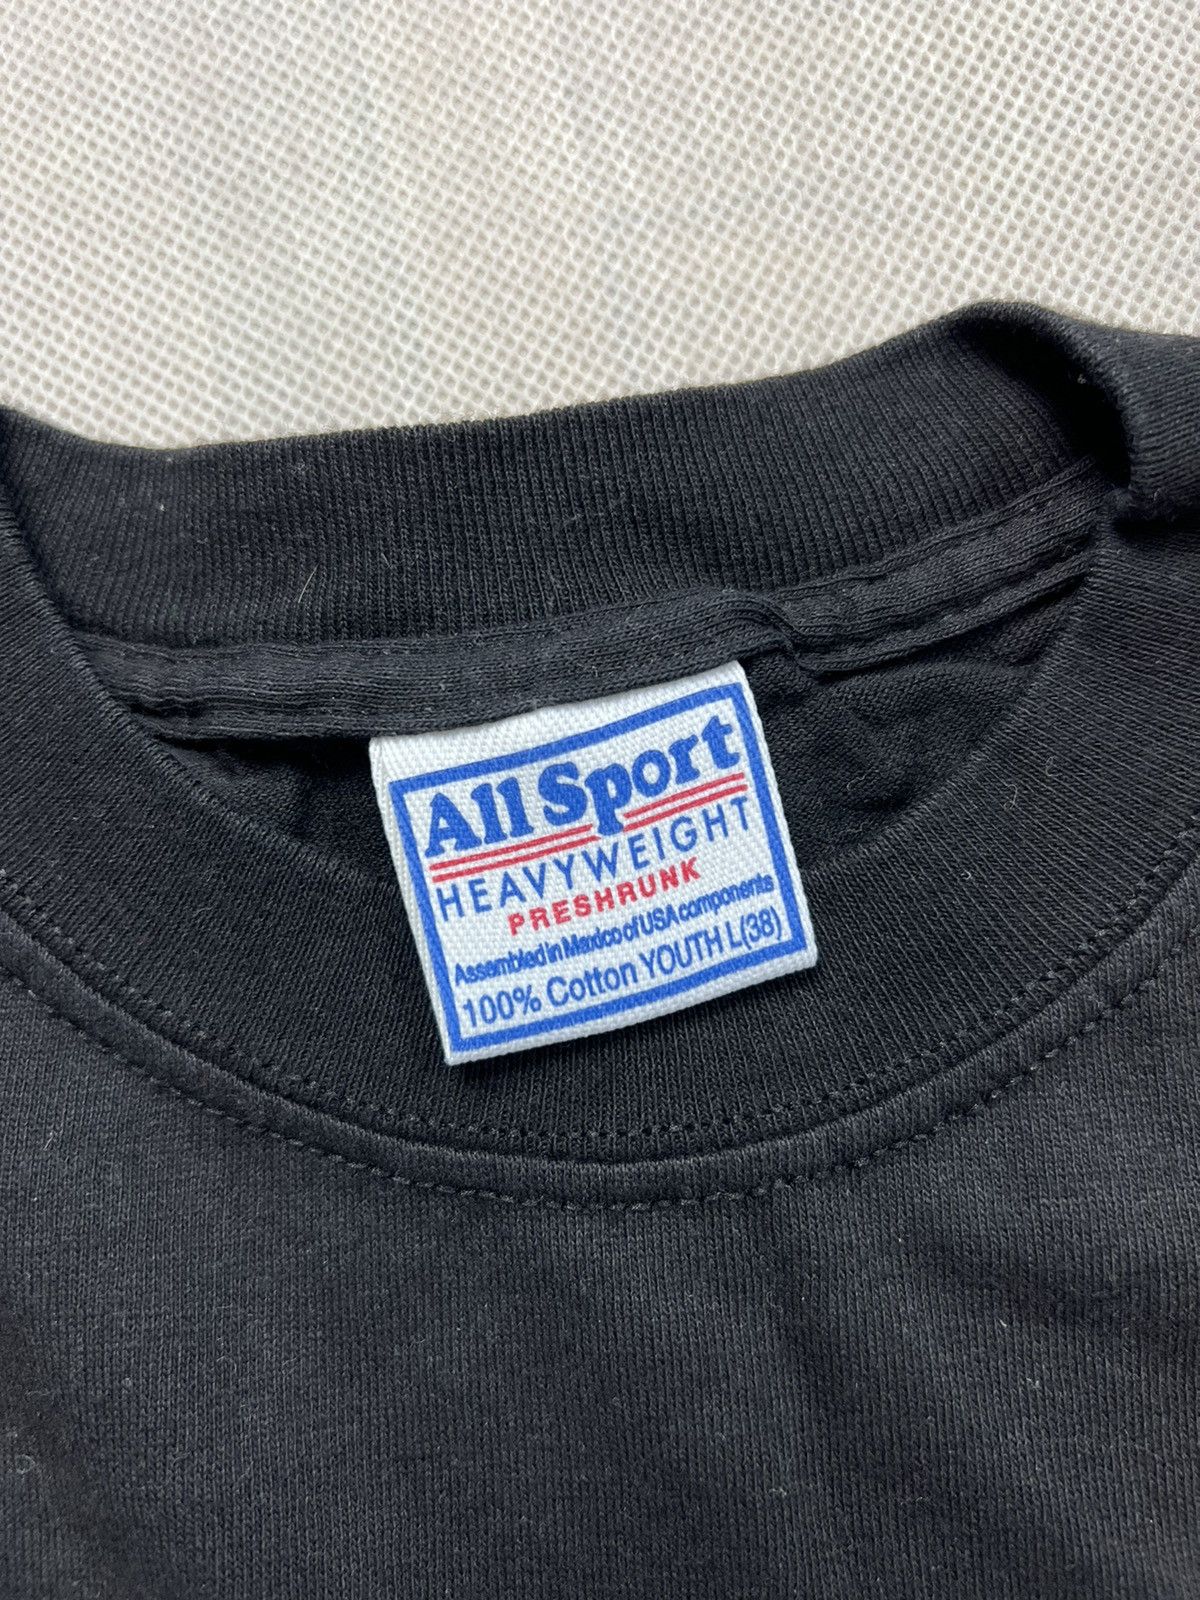 All Sport
HEAVYWEIGHT
PRESHRUNK
Assembled in Mexico of USA components
100% Cotton YOUTH L(38)